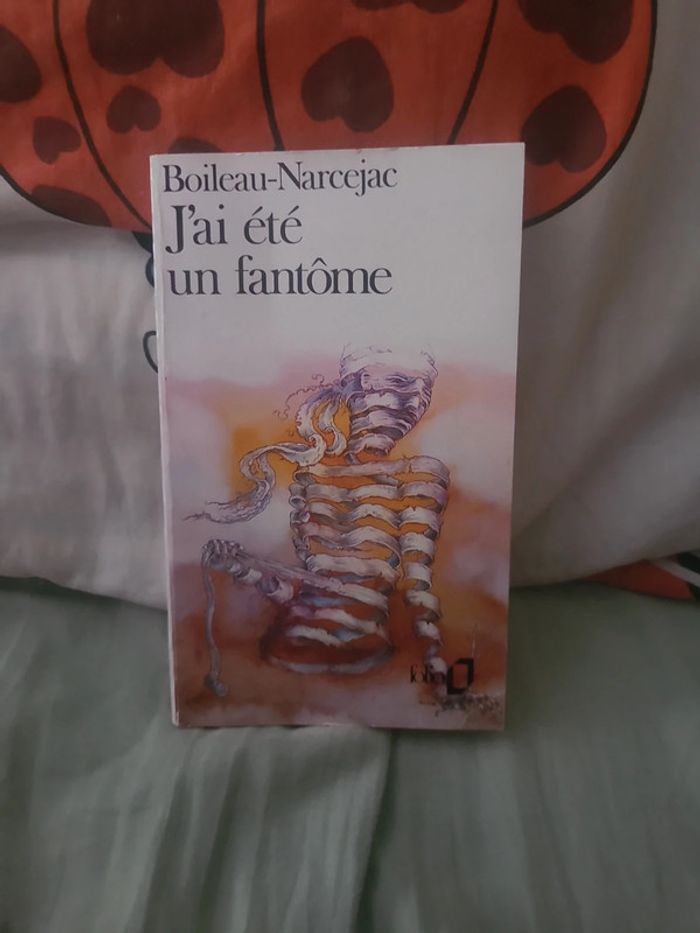 Boileau-Narcejac
J'ai été
un fantôme
folio